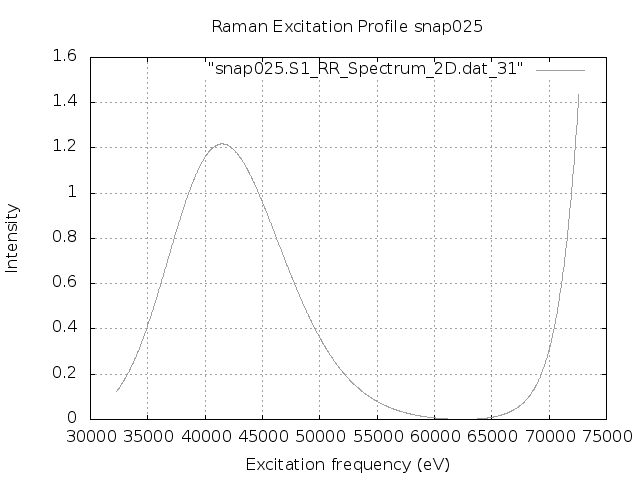 Raman Excitation Profile snap025
"snap025.S1_RR_Spectrum_2D.dat_31"
1.6
1.4
1.2
1
0.8
0.6
0.4
0.2
0
Intensity
30000 35000 40000 45000 50000 55000 60000 65000 70000 75000
Excitation frequency (eV)